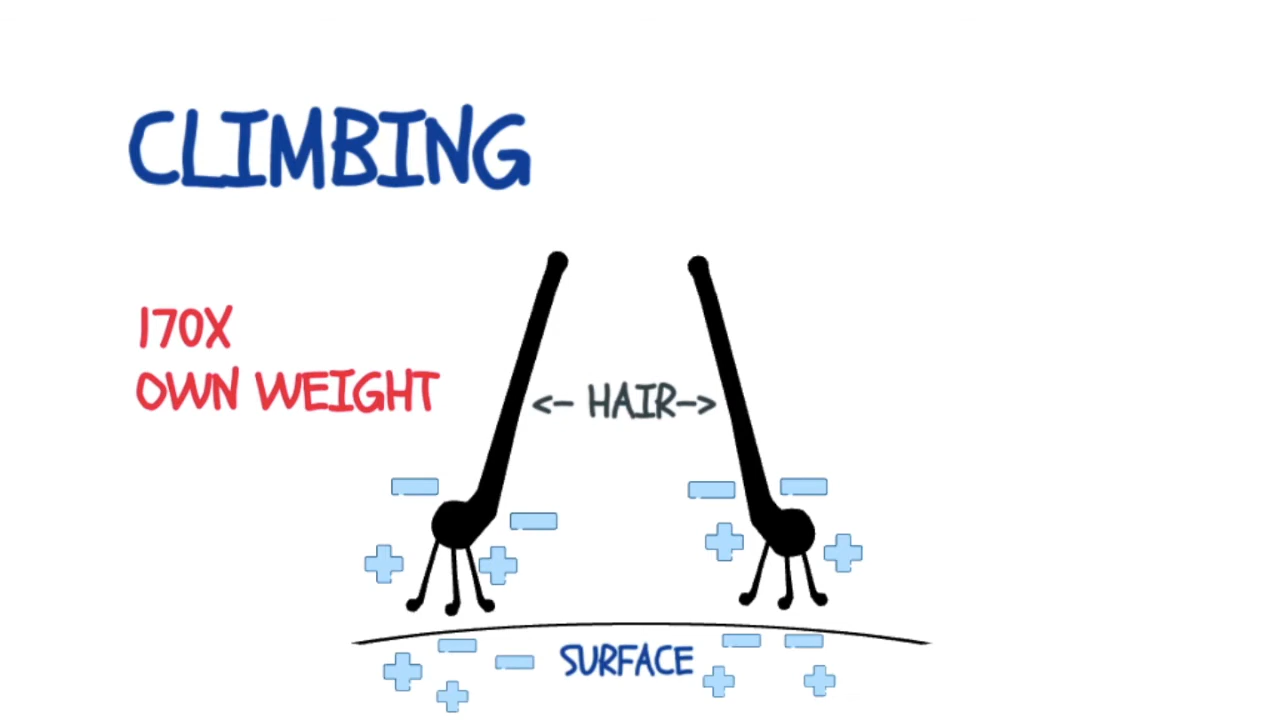 CLIMBING
170X
OWN WEIGHT
<- HAIR->
SURFACE